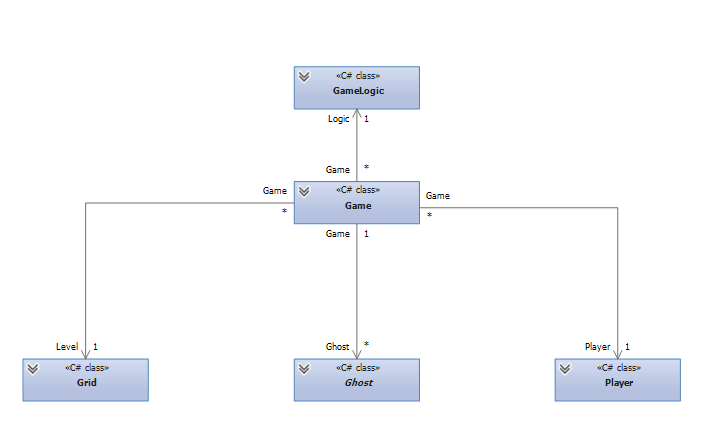 «C# class»
GameLogic
Logic 1
Game *
«C# class»
Game
Game
*
Game
*
Game 1
Level 1
Ghost *
Player 1
«C# class»
Grid
«C# class»
Ghost
«C# class»
Player